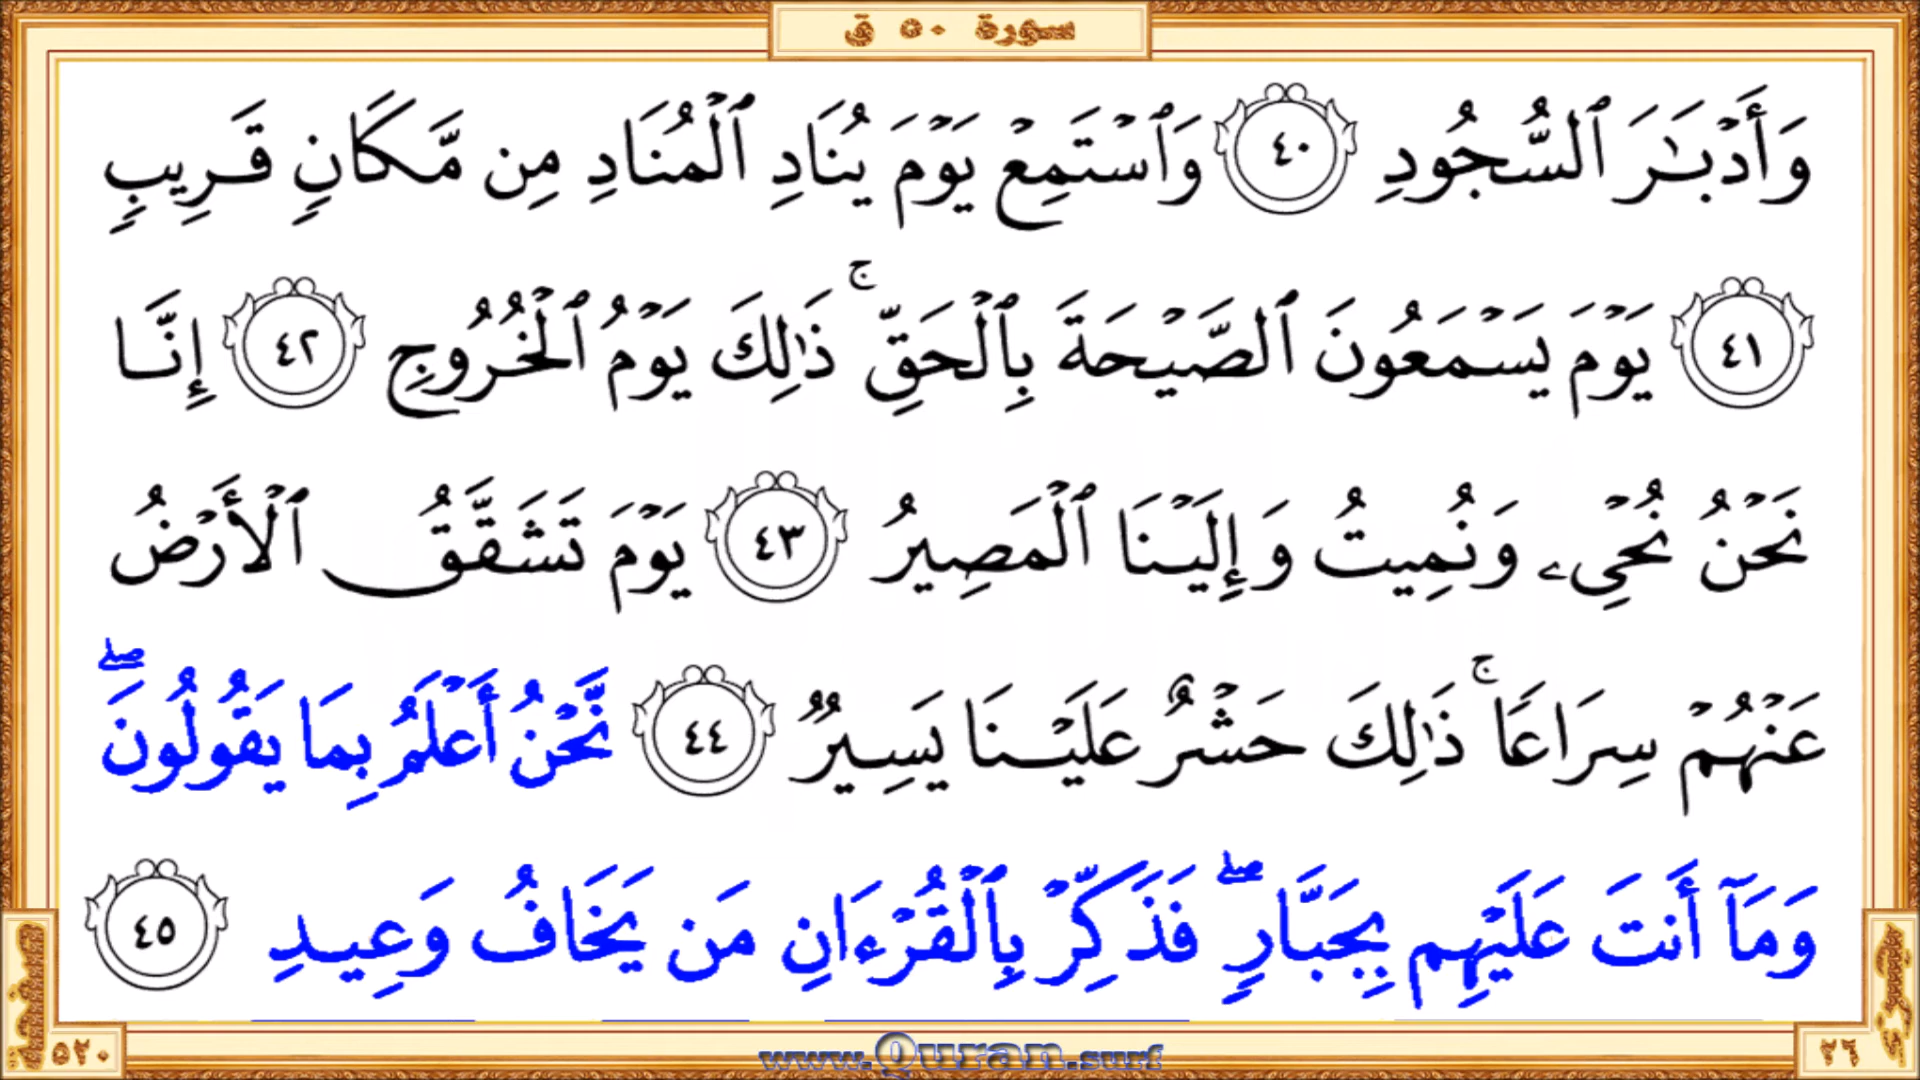 سورة ٥٠ ق
وَأَدْبَٰرَ ٱلسُّجُودِ ٤٠ وَٱسْتَمِعْ يَوْمَ يُنَادِ ٱلْمُنَادِ مِن مَّكَانٍ قَرِيبٍ
٤١ يَوْمَ يَسْمَعُونَ ٱلصَّيْحَةَ بِٱلْحَقِّ ۚ ذَٰلِكَ يَوْمُ ٱلْخُرُوجِ ٤٢ إِنَّا
نَحْنُ نُحْىِۦ وَنُمِيتُ وَإِلَيْنَا ٱلْمَصِيرُ ٤٣ يَوْمَ تَشَقَّقُ ٱلْأَرْضُ
عَنْهُمْ سِرَاعًا ۚ ذَٰلِكَ حَشْرٌ عَلَيْنَا يَسِيرٌ ٤٤ نَّحْنُ أَعْلَمُ بِمَا يَقُولُونَ ۖ
وَمَآ أَنتَ عَلَيْهِم بِجَبَّارٍ ۖ فَذَكِّرْ بِٱلْقُرْءَانِ مَن يَخَافُ وَعِيدِ ٤٥
الصفحة ٥٢٠
www.Quran.surf
٢٦